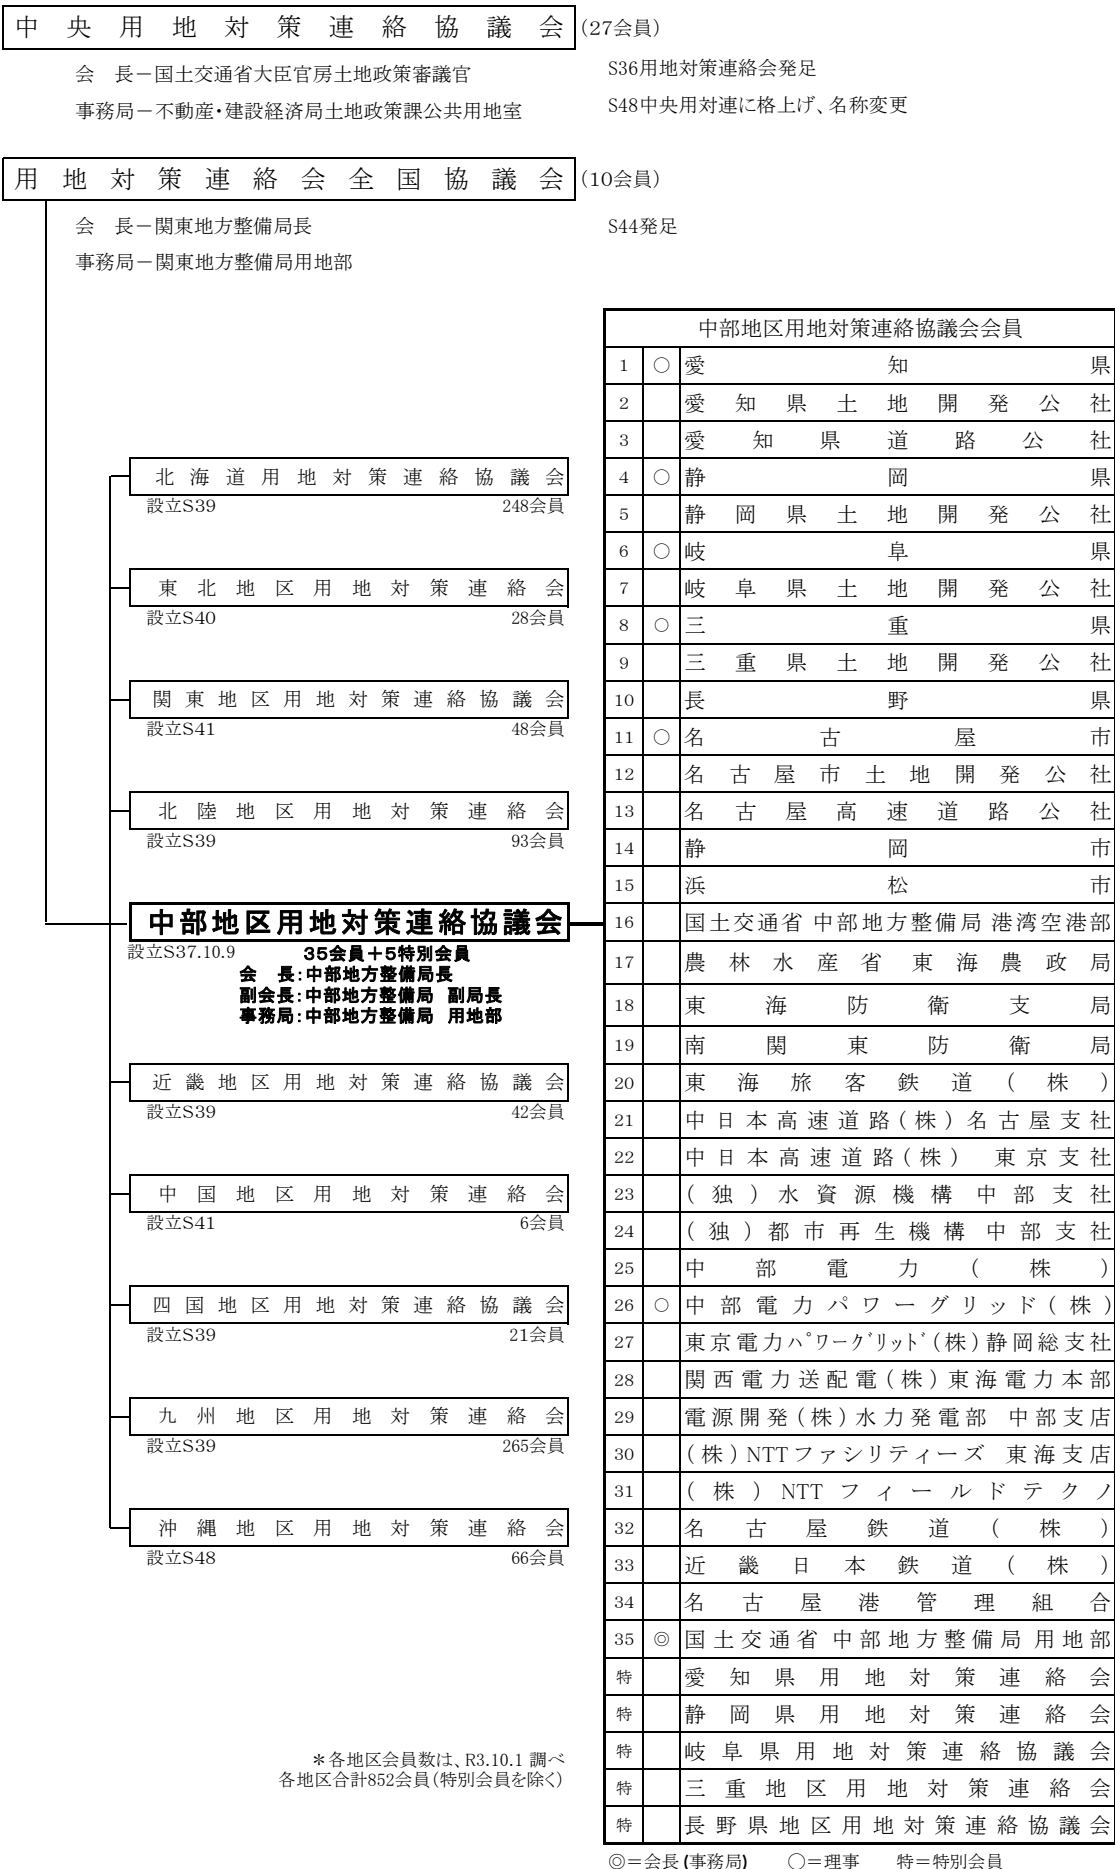 中央用地対策連絡協議会 (27会員)
会　長－国土交通省大臣官房土地政策審議官
S36用地対策連絡会発足
事務局－不動産・建設経済局土地政策課公共用地室
S48中央用対連に格上げ、名称変更
用地対策連絡会全国協議会 (10会員)
会　長－関東地方整備局長
S44発足
事務局－関東地方整備局用地部
北海道用地対策連絡協議会
設立S39 248会員
東北地区用地対策連絡会
設立S40 28会員
関東地区用地対策連絡協議会
設立S41 48会員
北陸地区用地対策連絡会
設立S39 93会員
中部地区用地対策連絡協議会
設立S37.10.9 35会員＋5特別会員
会　長：中部地方整備局長
副会長：中部地方整備局　副局長
事務局：中部地方整備局　用地部
近畿地区用地対策連絡協議会
設立S39 42会員
中国地区用地対策連絡会
設立S41 6会員
四国地区用地対策連絡協議会
設立S39 21会員
九州地区用地対策連絡会
設立S39 265会員
沖縄地区用地対策連絡会
設立S48 66会員
＊各地区会員数は、R3.10.1 調べ
各地区合計852会員(特別会員を除く)
中部地区用地対策連絡協議会会員
1 ○ 愛知県
2 愛知県土地開発公社
3 愛知県道路公社
4 ○ 静岡県
5 静岡県土地開発公社
6 ○ 岐阜県
7 岐阜県土地開発公社
8 ○ 三重県
9 三重県土地開発公社
10 長野県
11 ○ 名古屋市
12 名古屋市土地開発公社
13 名古屋高速道路公社
14 静岡市
15 浜松市
16 国土交通省 中部地方整備局 港湾空港部
17 農林水産省東海農政局
18 東海防衛支局
19 南関東防衛局
20 東海旅客鉄道(株)
21 中日本高速道路(株)名古屋支社
22 中日本高速道路(株)　東京支社
23 (独)水資源機構中部支社
24 (独)都市再生機構中部支社
25 中部電力(株)
26 ○ 中部電力パワーグリッド(株)
27 東京電力ﾊﾟﾜｰｸﾞﾘｯﾄﾞ(株)静岡総支社
28 関西電力送配電(株)東海電力本部
29 電源開発(株)水力発電部　中部支店
30 (株)NTTファシリティーズ　東海支店
31 (株)NTTフィールドテクノ
32 名古屋鉄道(株)
33 近畿日本鉄道(株)
34 名古屋港管理組合
35 ◎ 国土交通省 中部地方整備局 用地部
特 愛知県用地対策連絡会
特 静岡県用地対策連絡会
特 岐阜県用地対策連絡協議会
特 三重地区用地対策連絡会
特 長野県地区用地対策連絡協議会
◎＝会長(事務局)　○＝理事　特＝特別会員